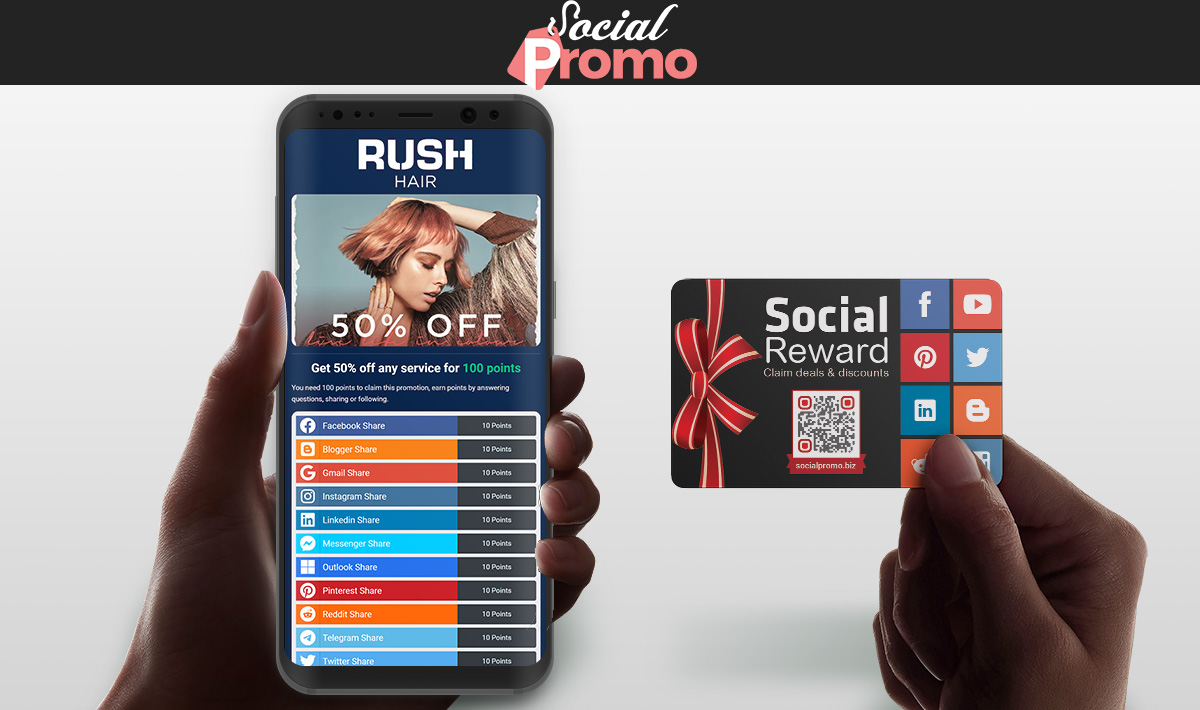 Social
Promo
RUSH
HAIR
50% OFF
Get 50% off any service for 100 points
You need 100 points to claim this promotion, earn points by answering
questions, sharing or following.
Facebook Share 10 Points
Blogger Share 10 Points
Gmail Share 10 Points
Instagram Share 10 Points
Linkedin Share 10 Points
Messenger Share 10 Points
Outlook Share 10 Points
Pinterest Share 10 Points
Reddit Share 10 Points
Telegram Share 10 Points
Twitter Share 10 Points
Social
Reward
Claim deals & discounts
socialpromo.biz